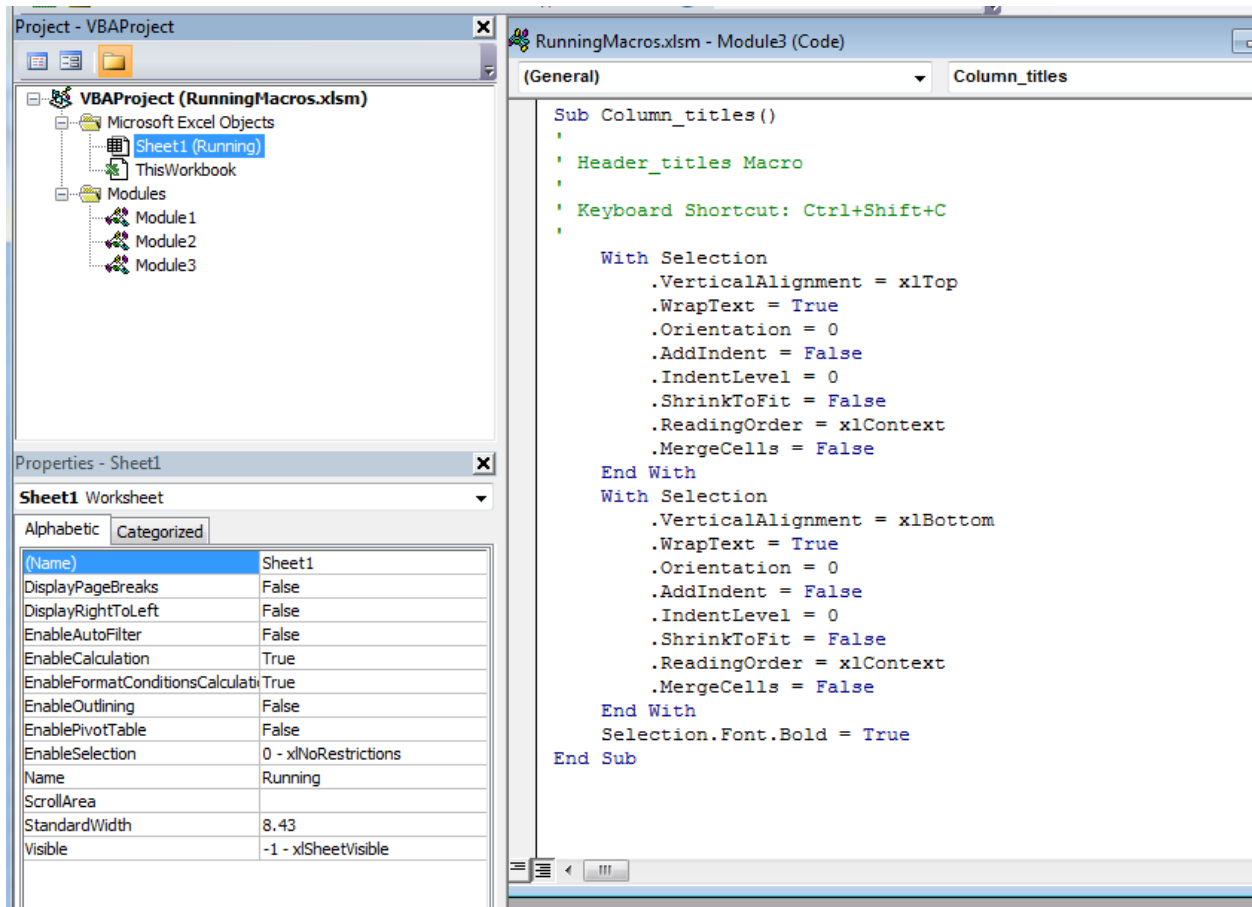 Project - VBAProject
VBAProject (RunningMacros.xlsm)
Microsoft Excel Objects
Sheet1 (Running)
ThisWorkbook
Modules
Module1
Module2
Module3
Properties - Sheet1
Sheet1 Worksheet
Alphabetic Categorized
(Name) Sheet1
DisplayPageBreaks False
DisplayRightToLeft False
EnableAutoFilter False
EnableCalculation True
EnableFormatConditionsCalculati True
EnableOutlining False
EnablePivotTable False
EnableSelection 0 - xlNoRestrictions
Name Running
ScrollArea
StandardWidth 8.43
Visible -1 - xlSheetVisible
RunningMacros.xlsm - Module3 (Code)
(General) Column_titles
Sub Column_titles()
'
' Header_titles Macro
'
' Keyboard Shortcut: Ctrl+Shift+C
'
With Selection
.VerticalAlignment = xlTop
.WrapText = True
.Orientation = 0
.AddIndent = False
.IndentLevel = 0
.ShrinkToFit = False
.ReadingOrder = xlContext
.MergeCells = False
End With
With Selection
.VerticalAlignment = xlBottom
.WrapText = True
.Orientation = 0
.AddIndent = False
.IndentLevel = 0
.ShrinkToFit = False
.ReadingOrder = xlContext
.MergeCells = False
End With
Selection.Font.Bold = True
End Sub